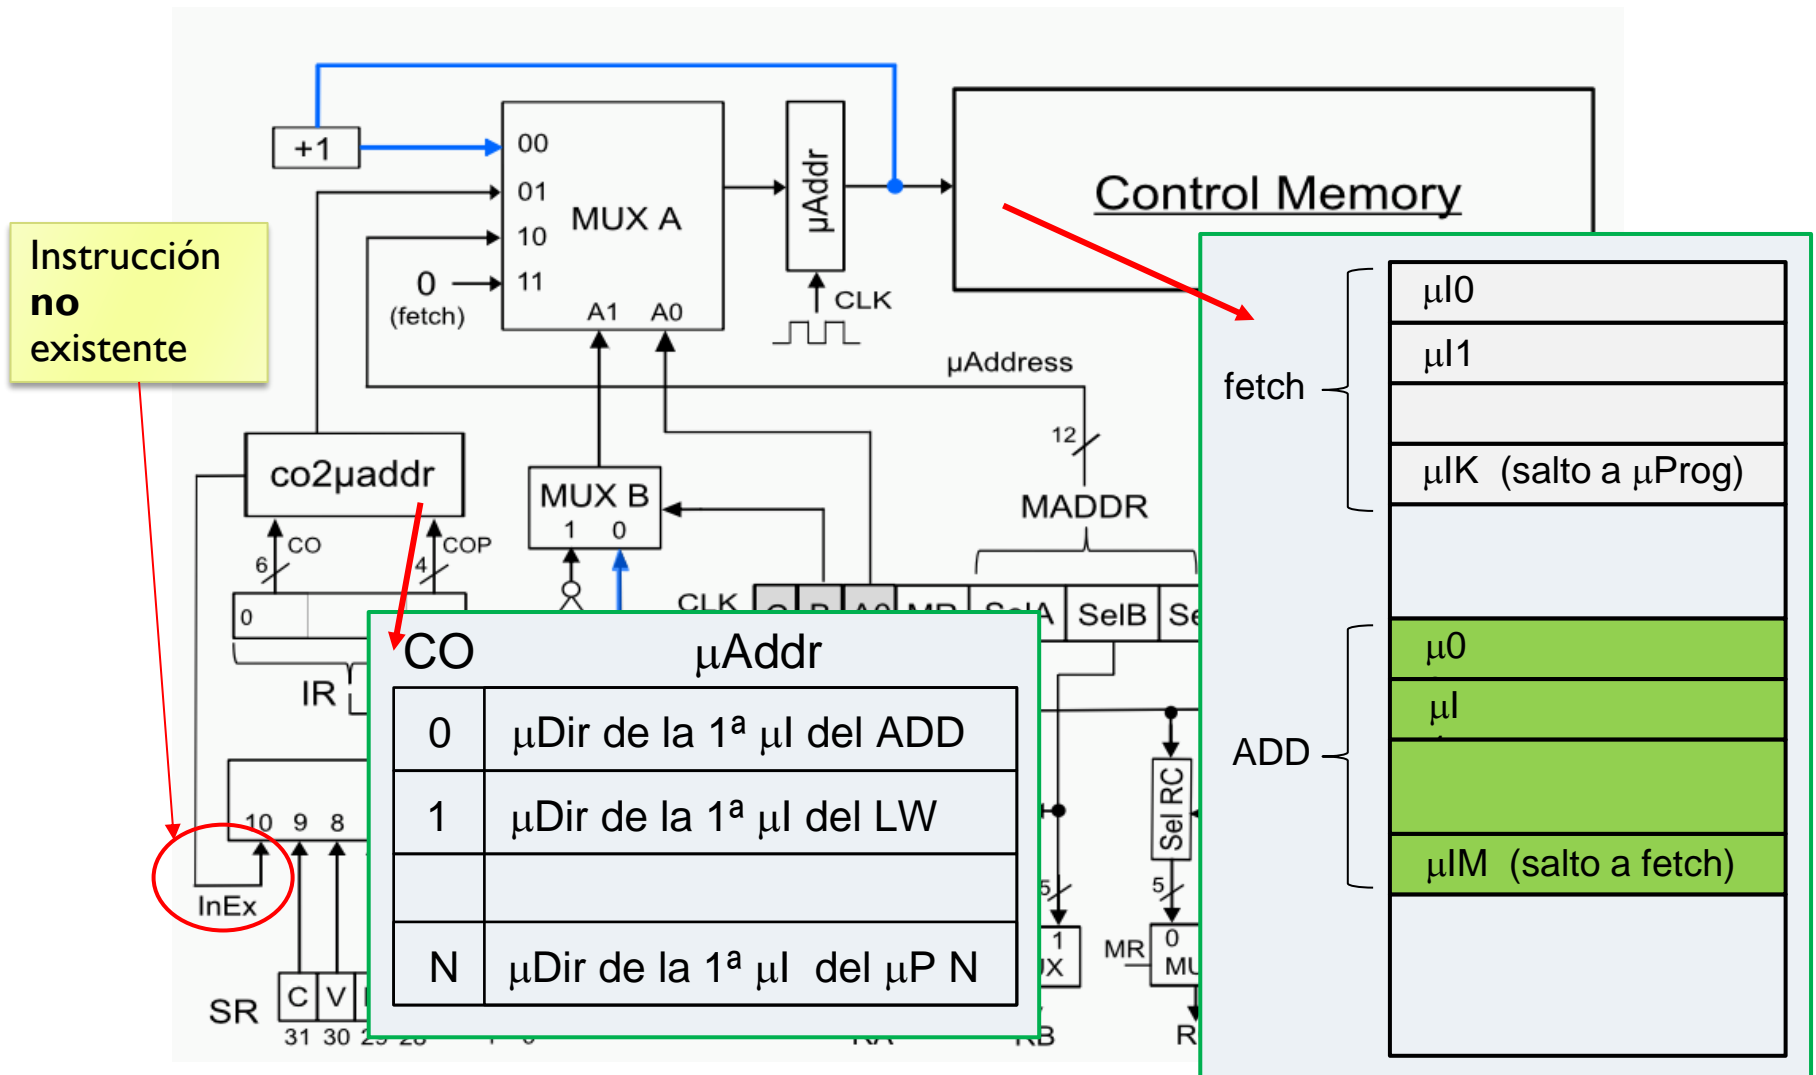 +1
00
01
10
11
MUX A
A1 A0
0
(fetch)
µAddr
CLK
Control Memory
Instrucción
no
existente
µAddress
12
MADDR
co2µaddr
MUX B
1 0
CO
COP
6
4
0
IR
CLK
A0
SelB
10 9 8
InEx
SR
C V
31 30
CO µAddr
0 µDir de la 1ª µI del ADD
1 µDir de la 1ª µI del LW
N µDir de la 1ª µI del µP N
Sel RC
5
5
1
MR
0
fetch
µI0
µI1
µIK (salto a µProg)
ADD
µ0
µI
µIM (salto a fetch)